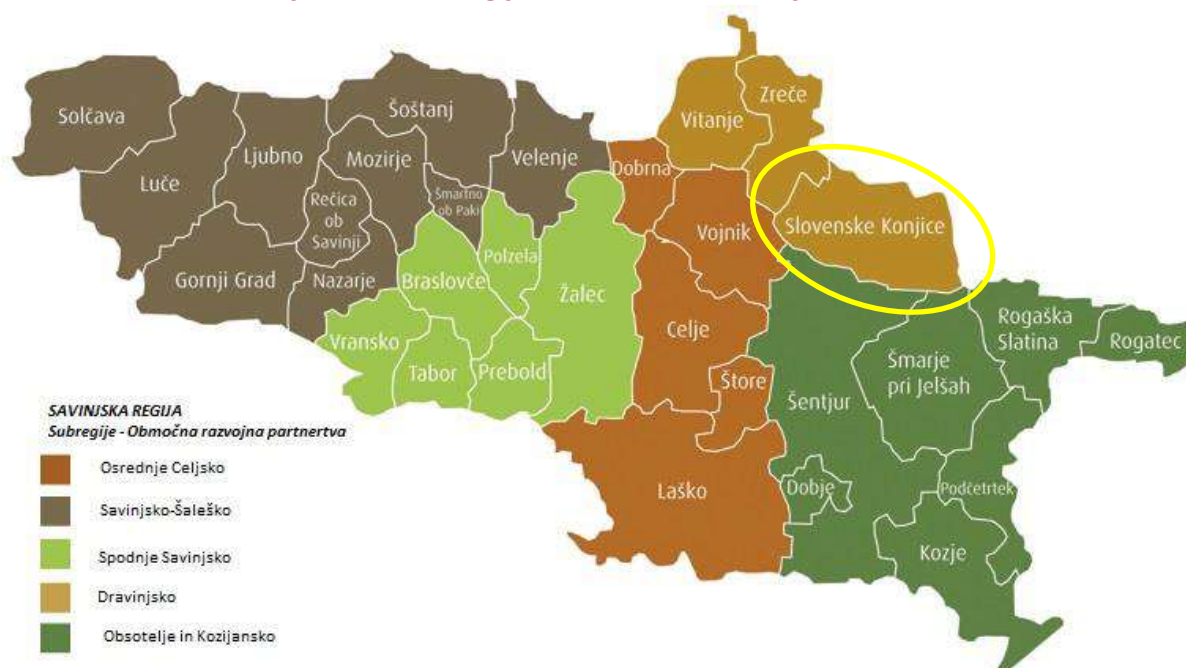 Solčava
Luče
Ljubno
Šoštanj
Mozirje
Rečica
ob
Savinji
Šmartno
ob Paki
Velenje
Gornji Grad
Nazarje
Braslovče
Polzela
Žalec
Vransko
Tabor
Prebold
Dobrna
Vojnik
Celje
Štore
Laško
Vitanje
Zreče
Slovenske Konjice
Šentjur
Dobje
Šmarje
pri Jelšah
Rogaška
Slatina
Rogatec
Podčetrtek
Kozje
SAVINJSKA REGIJA
Subregije - Območna razvojna partnertva
Osrednje Celjsko
Savinjsko-Šaleško
Spodnje Savinjsko
Dravinjsko
Obsotelje in Kozijansko